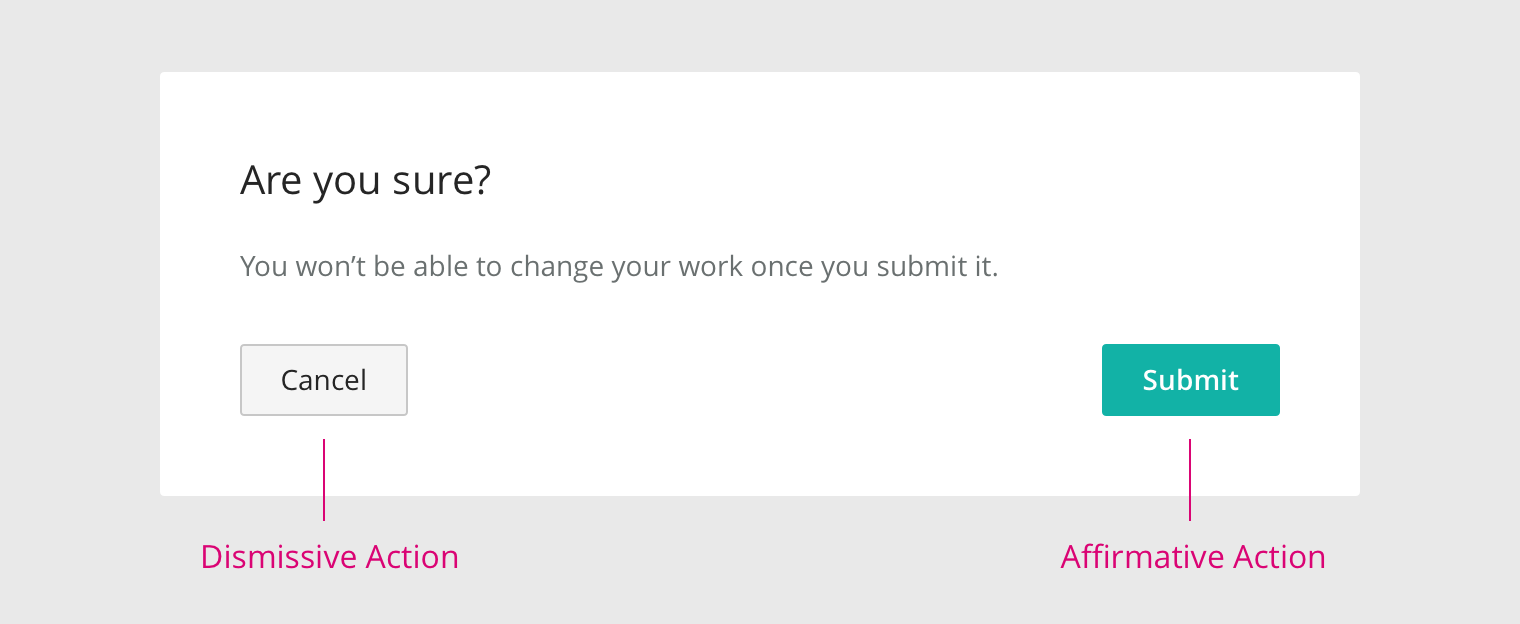 Are you sure?
You won’t be able to change your work once you submit it.
Cancel
Submit
Dismissive Action
Affirmative Action